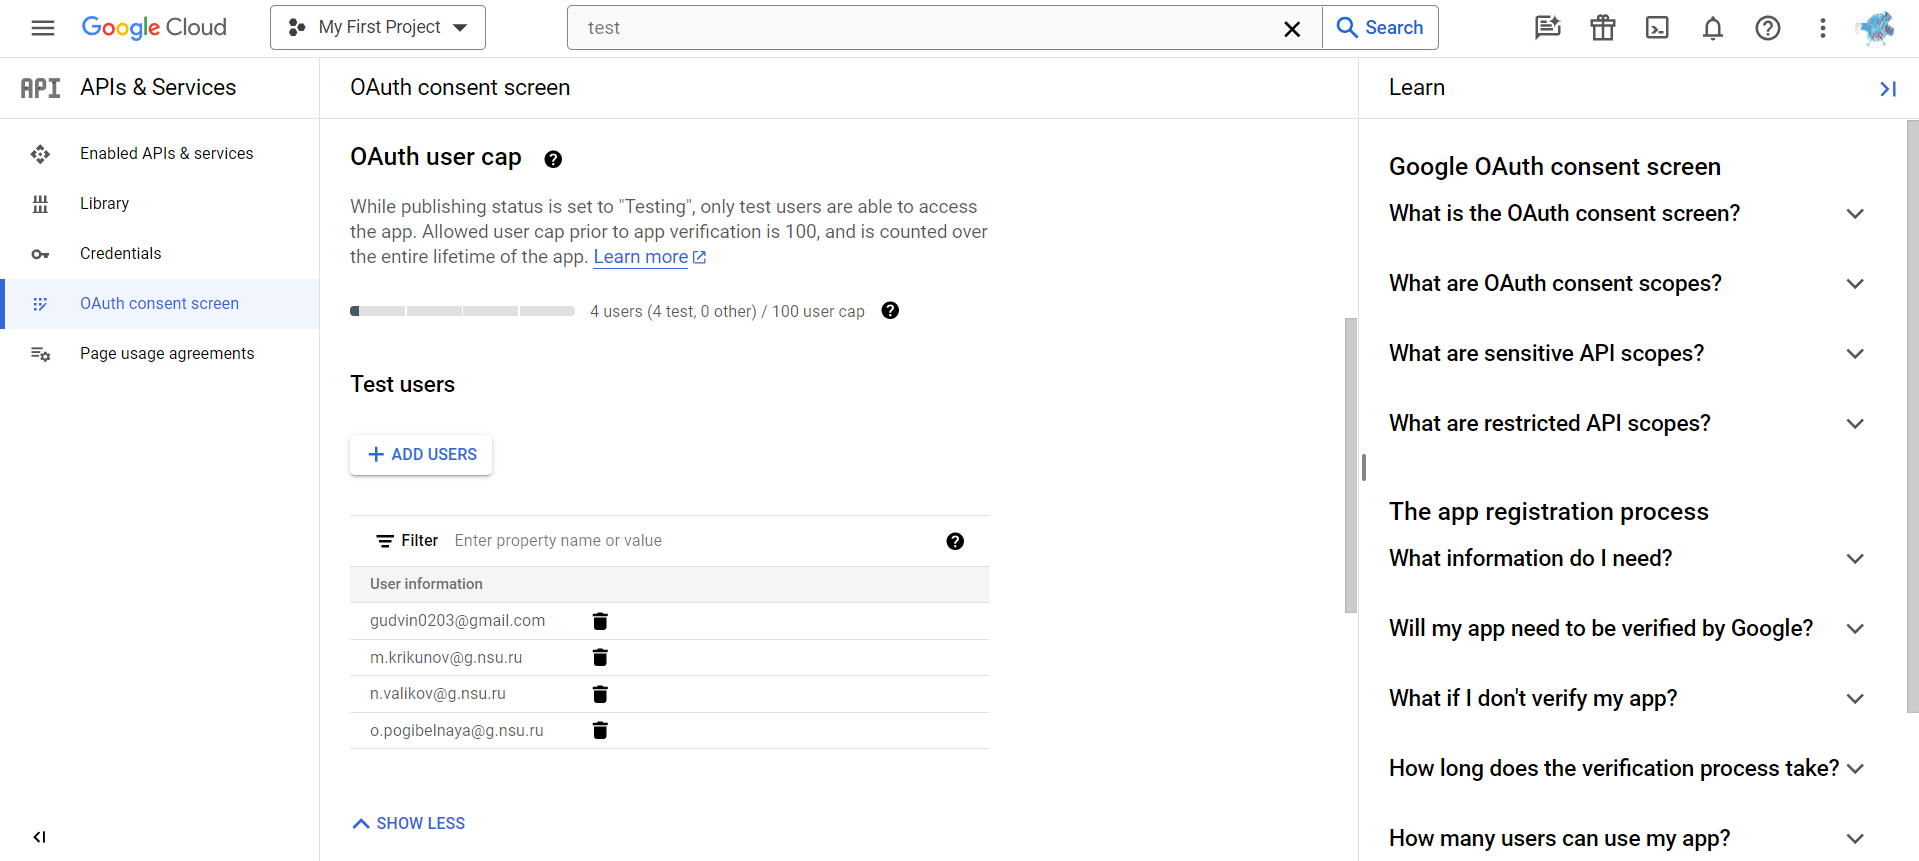 Google Cloud
My First Project
test
Search
API
APIs & Services
Enabled APIs & services
Library
Credentials
OAuth consent screen
Page usage agreements
OAuth consent screen
OAuth user cap
While publishing status is set to "Testing", only test users are able to access
the app. Allowed user cap prior to app verification is 100, and is counted over
the entire lifetime of the app. Learn more
4 users (4 test, 0 other) / 100 user cap
Test users
ADD USERS
Filter Enter property name or value
User information
gudvin0203@gmail.com
m.krikunov@g.nsu.ru
n.valikov@g.nsu.ru
o.pogibelnaya@g.nsu.ru
SHOW LESS
Learn
Google OAuth consent screen
What is the OAuth consent screen?
What are OAuth consent scopes?
What are sensitive API scopes?
What are restricted API scopes?
The app registration process
What information do I need?
Will my app need to be verified by Google?
What if I don't verify my app?
How long does the verification process take?
How many users can use my app?